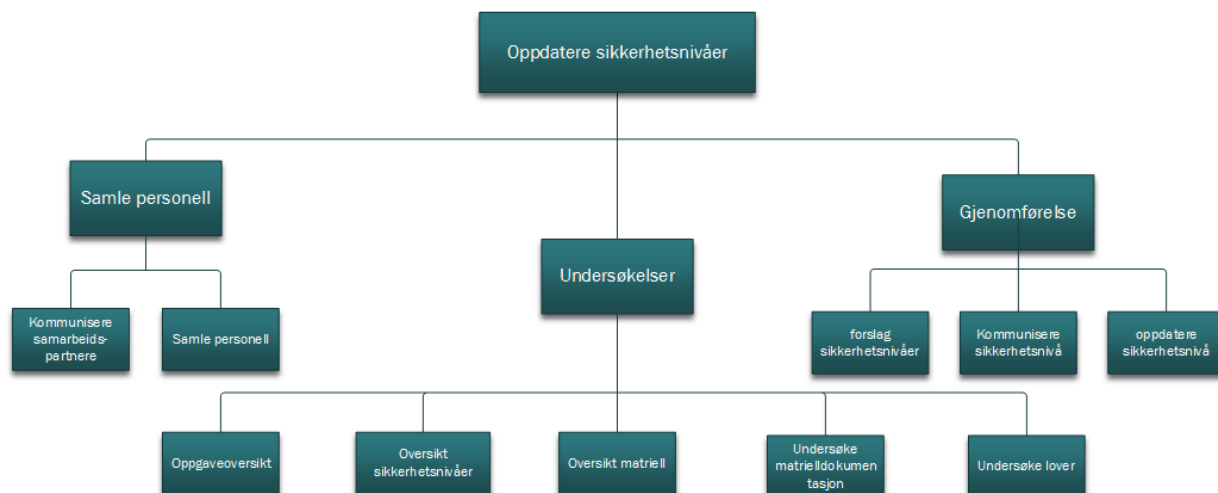 Oppdatere sikkerhetsnivåer
Samle personell
Gjenomførelse
Undersøkelser
Kommunisere
samarbeids-
partnere
Samle personell
forslag
sikkerhetsnivåer
Kommunisere
sikkerhetsnivå
oppdatere
sikkerhetsnivå
Oppgaveoversikt
Oversikt
sikkerhetsnivåer
Oversikt matriell
Undersøke
matrielldokumen
tasjon
Undersøke lover